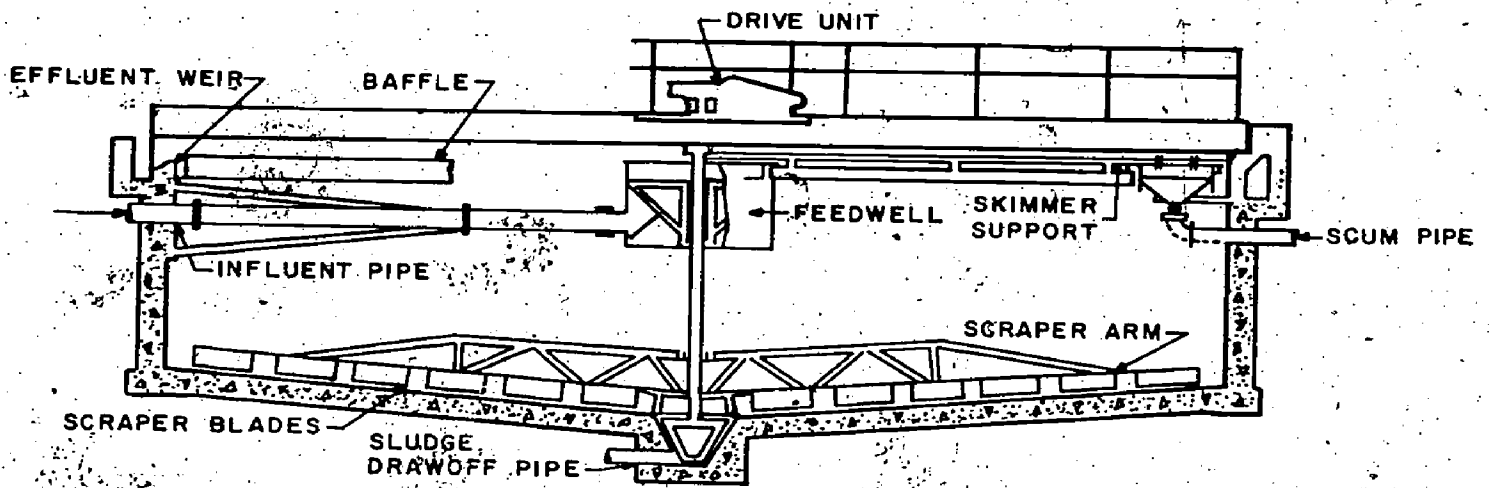 DRIVE UNIT
EFFLUENT WEIR
BAFFLE
FEEDWELL
SKIMMER
SUPPORT
SCUM PIPE
INFLUENT PIPE
SCRAPER ARM
SCRAPER BLADES
SLUDGE
DRAWOFF PIPE